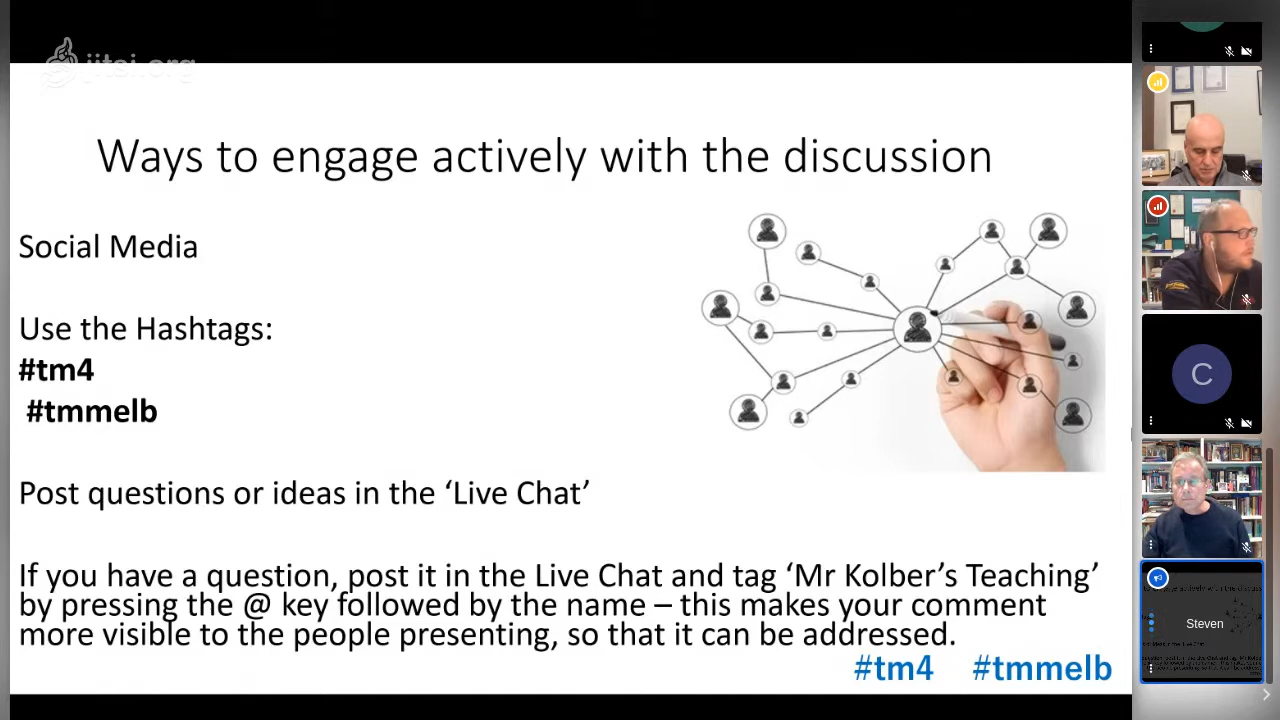 jitsi.org
Ways to engage actively with the discussion
Social Media
Use the Hashtags:
#tm4
#tmmelb
Post questions or ideas in the ‘Live Chat’
If you have a question, post it in the Live Chat and tag ‘Mr Kolber’s Teaching’
by pressing the @ key followed by the name – this makes your comment
more visible to the people presenting, so that it can be addressed.
#tm4 #tmmelb
C
Steven